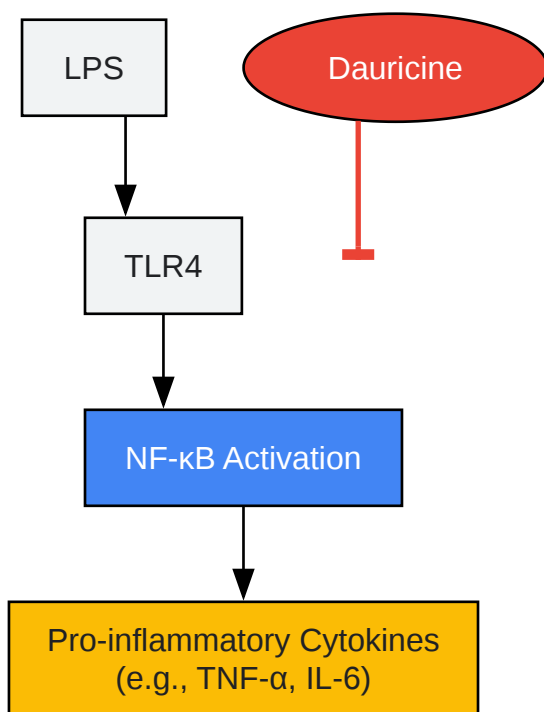 LPS
Dauricine
TLR4
NF-κB Activation
Pro-inflammatory Cytokines
(e.g., TNF-α, IL-6)